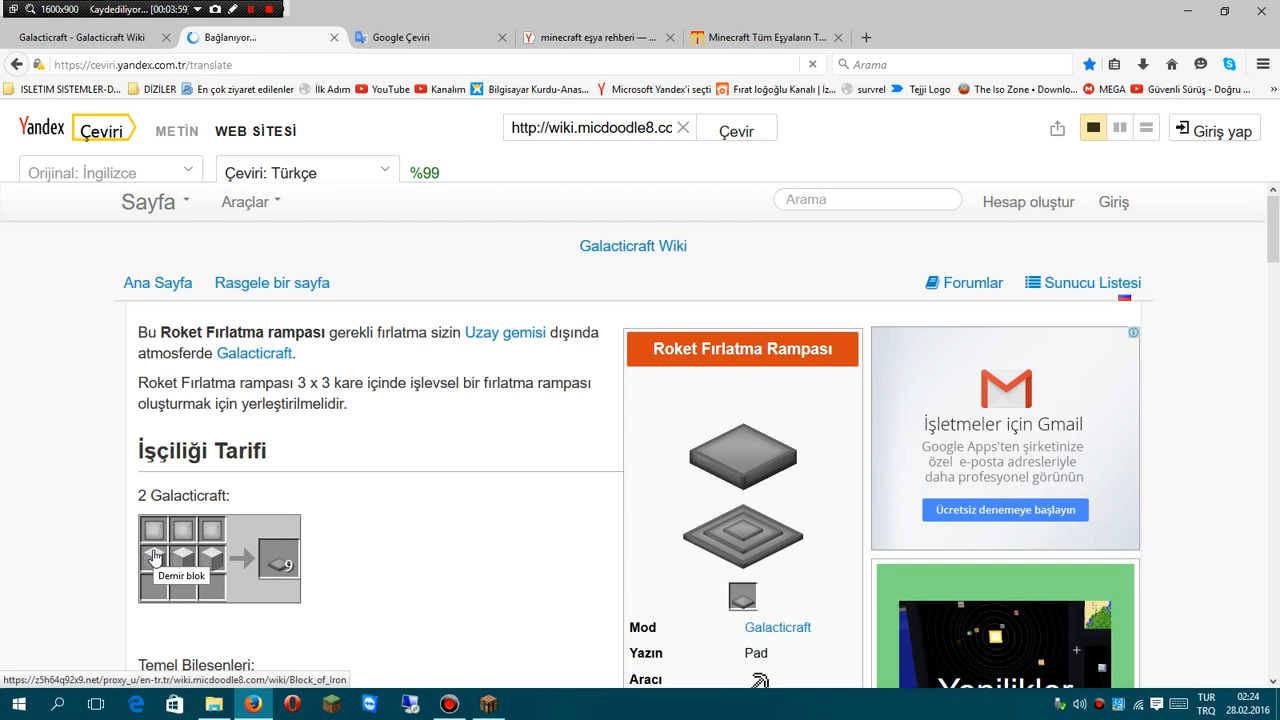 1600x900 Kaydediliyor... [00:03:59]
Galacticraft - Galacticraft Wiki
Bağlanıyor...
Google Çeviri
minecraft eşya rehberi — ...
Minecraft Tüm Eşyaların T...
https://ceviri.yandex.com.tr/translate
Arama
ISLETIM SISTEMLER-D...
DİZİLER
En çok ziyaret edilenler
İlk Adım
YouTube
Kanalım
Bilgisayar Kurdu-Anas...
Microsoft Yandex'i seçti
Fırat loğoğlu Kanalı | İz...
survrel
Tejji Logo
The Iso Zone • Downlo...
MEGA
Güvenli Sürüş - Doğru ...
Yandex Çeviri
METİN
WEB SİTESİ
http://wiki.micdoodle8.cc
Çevir
Giriş yap
Orijinal: İngilizce
Çeviri: Türkçe
%99
Sayfa
Araçlar
Arama
Hesap oluştur
Giriş
Galacticraft Wiki
Ana Sayfa
Rasgele bir sayfa
Forumlar
Sunucu Listesi
Bu Roket Fırlatma rampası gerekli fırlatma sizin Uzay gemisi dışında
atmosferde Galacticraft.
Roket Fırlatma rampası 3 x 3 kare içinde işlevsel bir fırlatma rampası
oluşturmak için yerleştirilmelidir.
İşçiliği Tarifi
2 Galacticraft:
9
Demir blok
Temel Bilesenleri:
Roket Fırlatma Rampası
Mod Galacticraft
Yazın Pad
Aracı
İşletmeler için Gmail
Google Apps'ten şirketinize
özel e-posta adresleriyle
daha profesyonel görünün
Ücretsiz denemeye başlayın
Yenilikler
https://z5h64q92x9.net/proxy_u/en-tr.tr/wiki.micdoodle8.com/wiki/Block_of_Iron
TUR
TRQ
02:24
28.02.2016